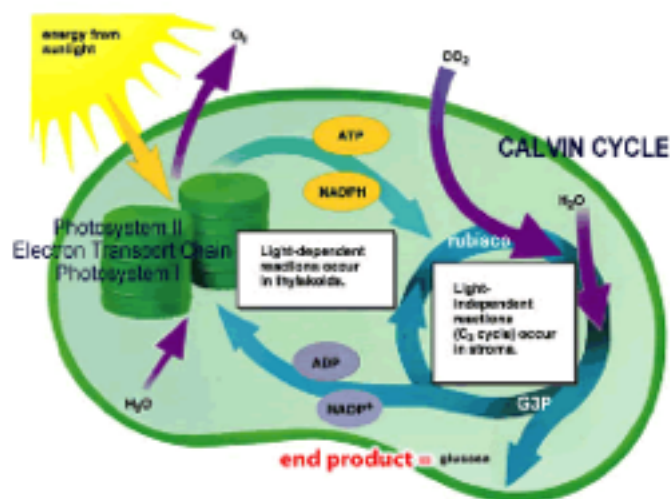 energy from
sunlight
O₂
CO₂
ATP
CALVIN CYCLE
NADPH
H₂O
Photosystem II
Electron Transport Chain
Photosystem I
rubisco
Light-dependent
reactions occur
in thylakoids.
Light-
independent
reactions
(C₃ cycle) occur
in stroma.
ADP
NADP⁺
H₂O
G3P
end product = glucose